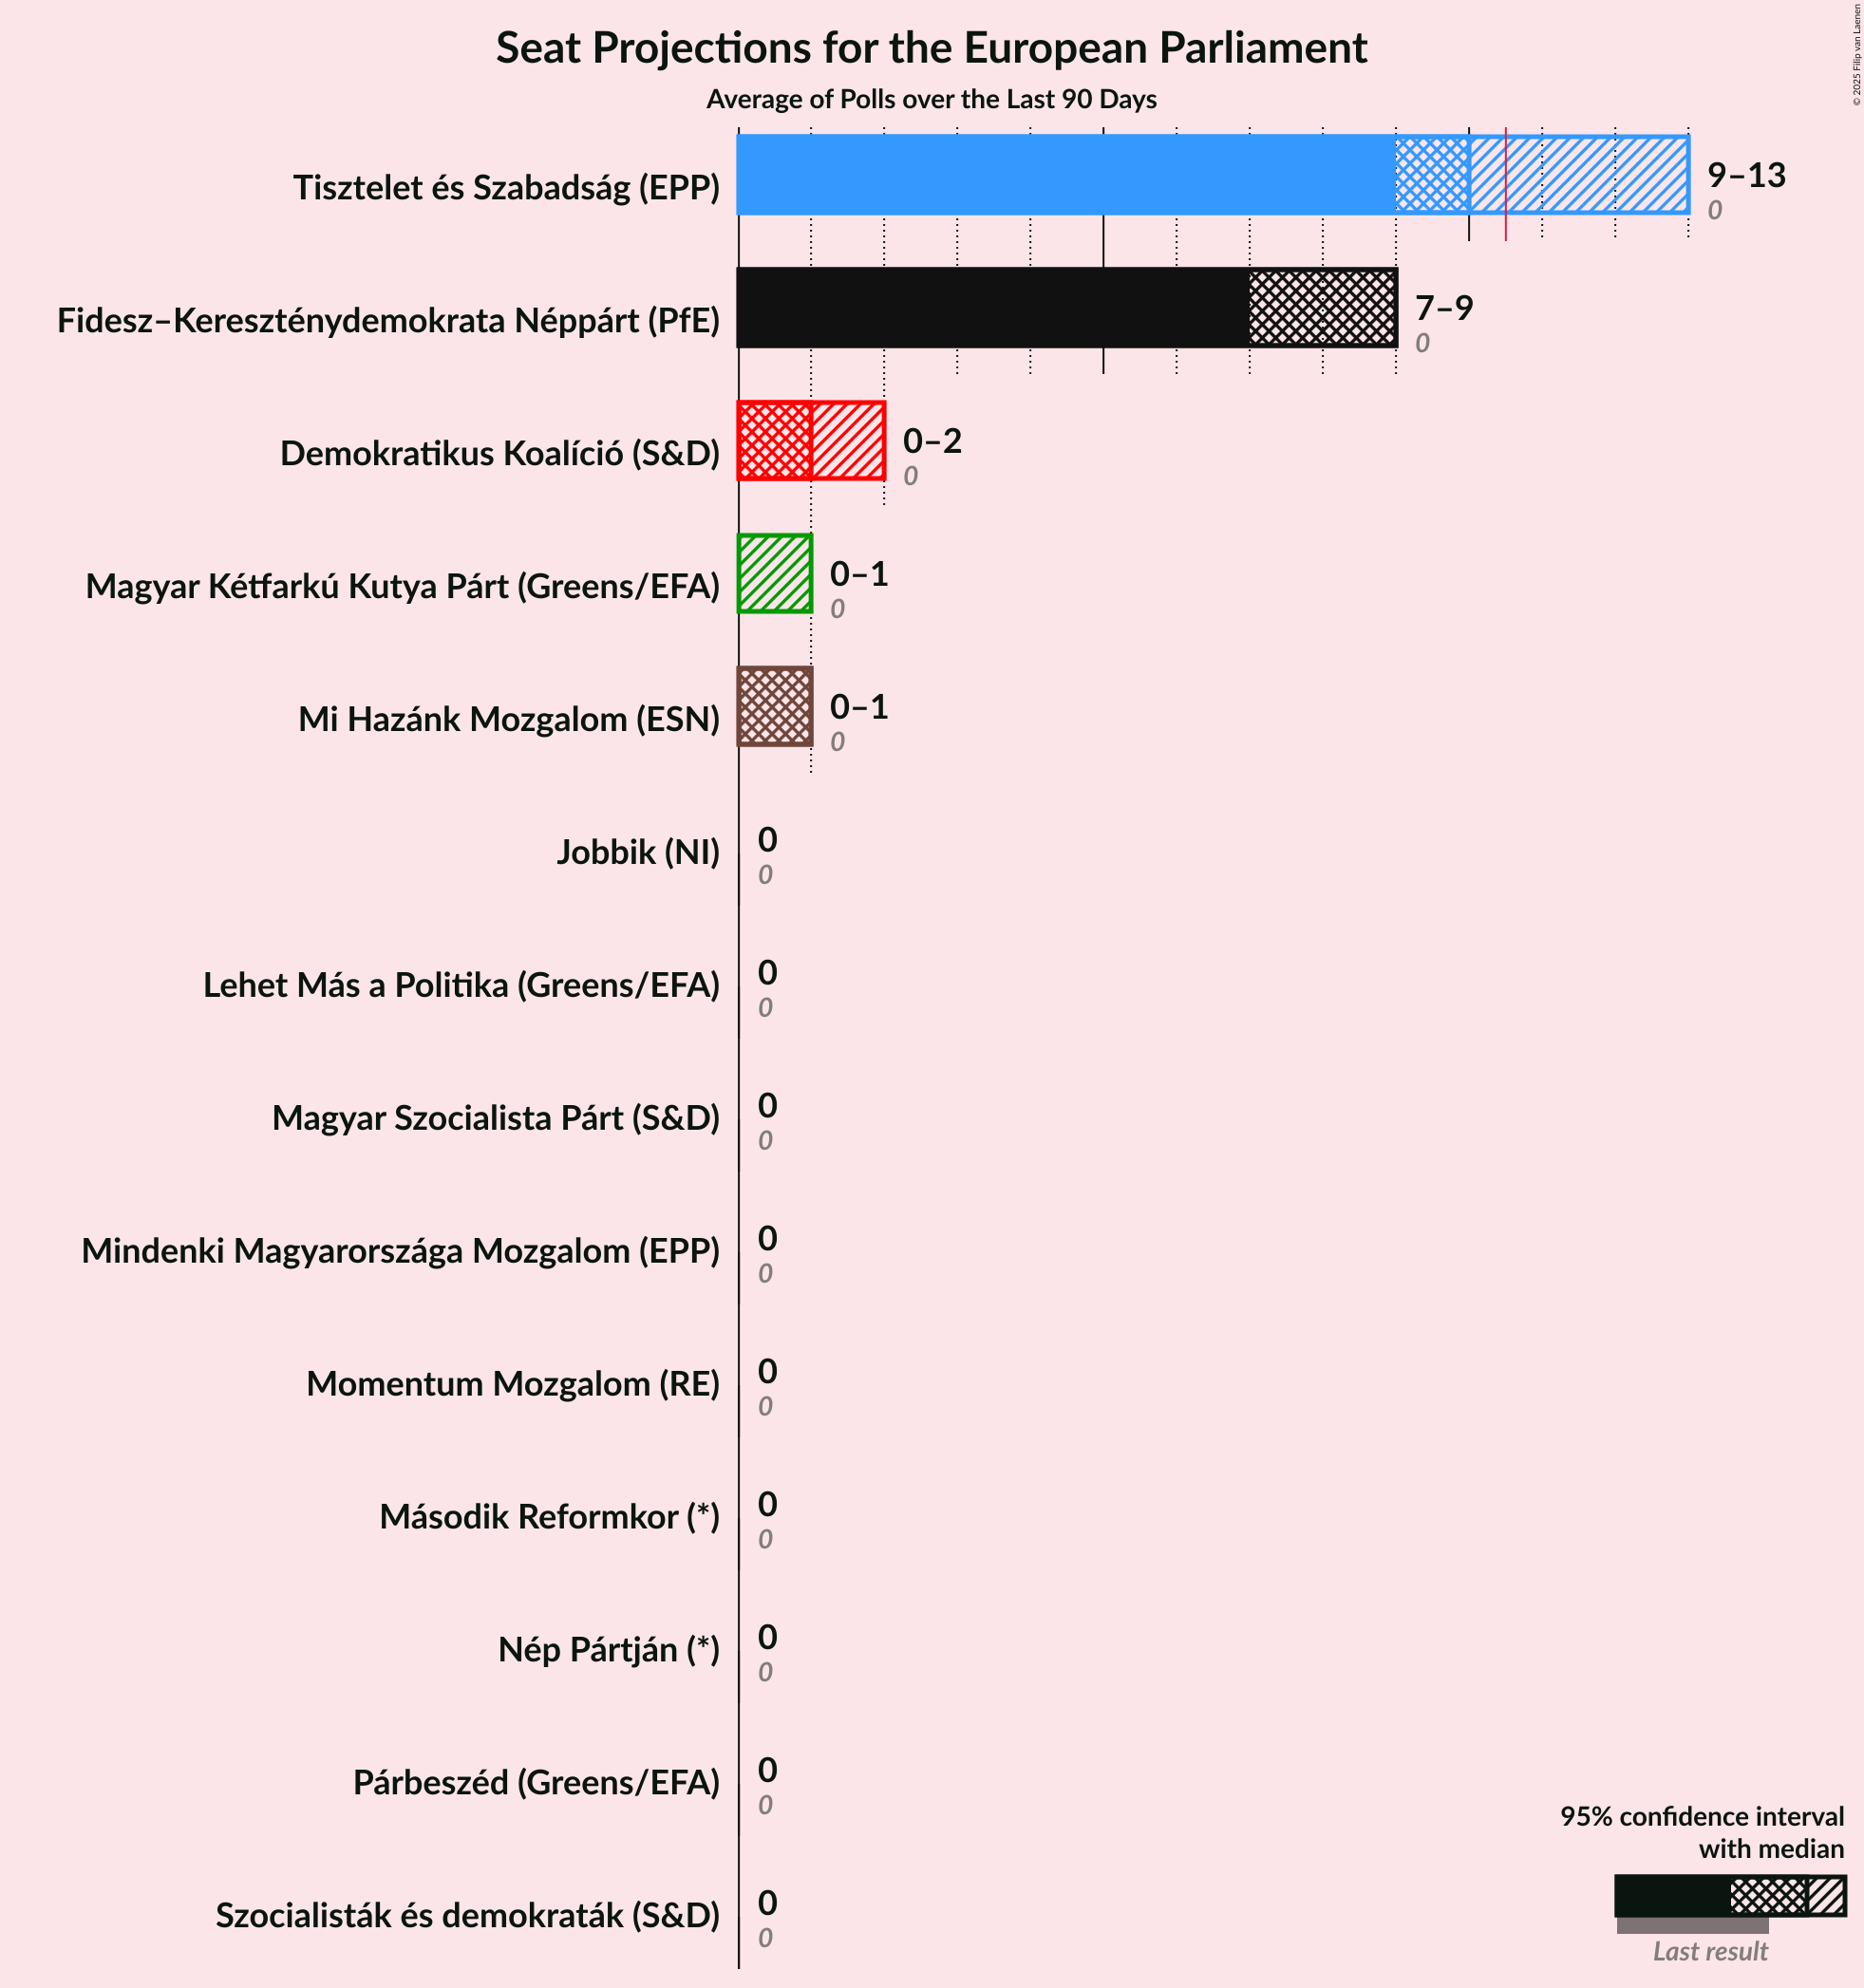 Seat Projections for the European Parliament
Average of Polls over the Last 90 Days
© 2025 Filip van Laenen
Tisztelet és Szabadság (EPP)
9–13
0
Fidesz–Kereszténydemokrata Néppárt (PfE)
7–9
0
Demokratikus Koalíció (S&D)
0–2
0
Magyar Kétfarkú Kutya Párt (Greens/EFA)
0–1
0
Mi Hazánk Mozgalom (ESN)
0–1
0
Jobbik (NI)
0
0
Lehet Más a Politika (Greens/EFA)
0
0
Magyar Szocialista Párt (S&D)
0
0
Mindenki Magyarországa Mozgalom (EPP)
0
0
Momentum Mozgalom (RE)
0
0
Második Reformkor (*)
0
0
Nép Pártján (*)
0
0
Párbeszéd (Greens/EFA)
0
0
Szocialisták és demokraták (S&D)
0
0
95% confidence interval
with median
Last result